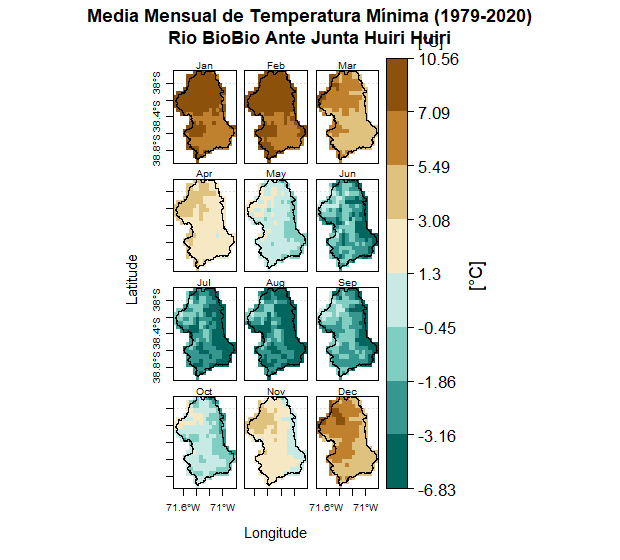 Media Mensual de Temperatura Mínima (1979-2020)
Rio BioBio Ante Junta Huiri Huiri
[°C]
Jan Feb Mar
38°S
38.4°S
38.8°S
Apr May Jun
Jul Aug Sep
38°S
38.4°S
38.8°S
Oct Nov Dec
71.6°W 71°W 71.6°W 71°W
Latitude
Longitude
10.56
7.09
5.49
3.08
1.3
-0.45
-1.86
-3.16
-6.83
[°C]